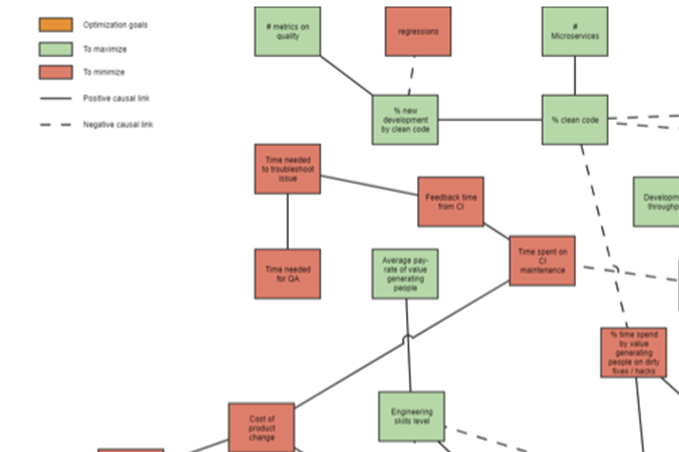 Optimization goals
To maximize
To minimize
Positive causal link
Negative causal link
# metrics on
quality
regressions
#
Microservices
% new
development
by clean code
% clean code
Time needed
to troubleshoot
issue
Feedback time
from CI
Developm
throughp
Time needed
for QA
Average pay-
rate of value
generating
people
Time spent on
CI
maintenance
% time spend
by value
generating
people on dirty
fixes / hacks
Cost of
product
change
Engineering
skills level